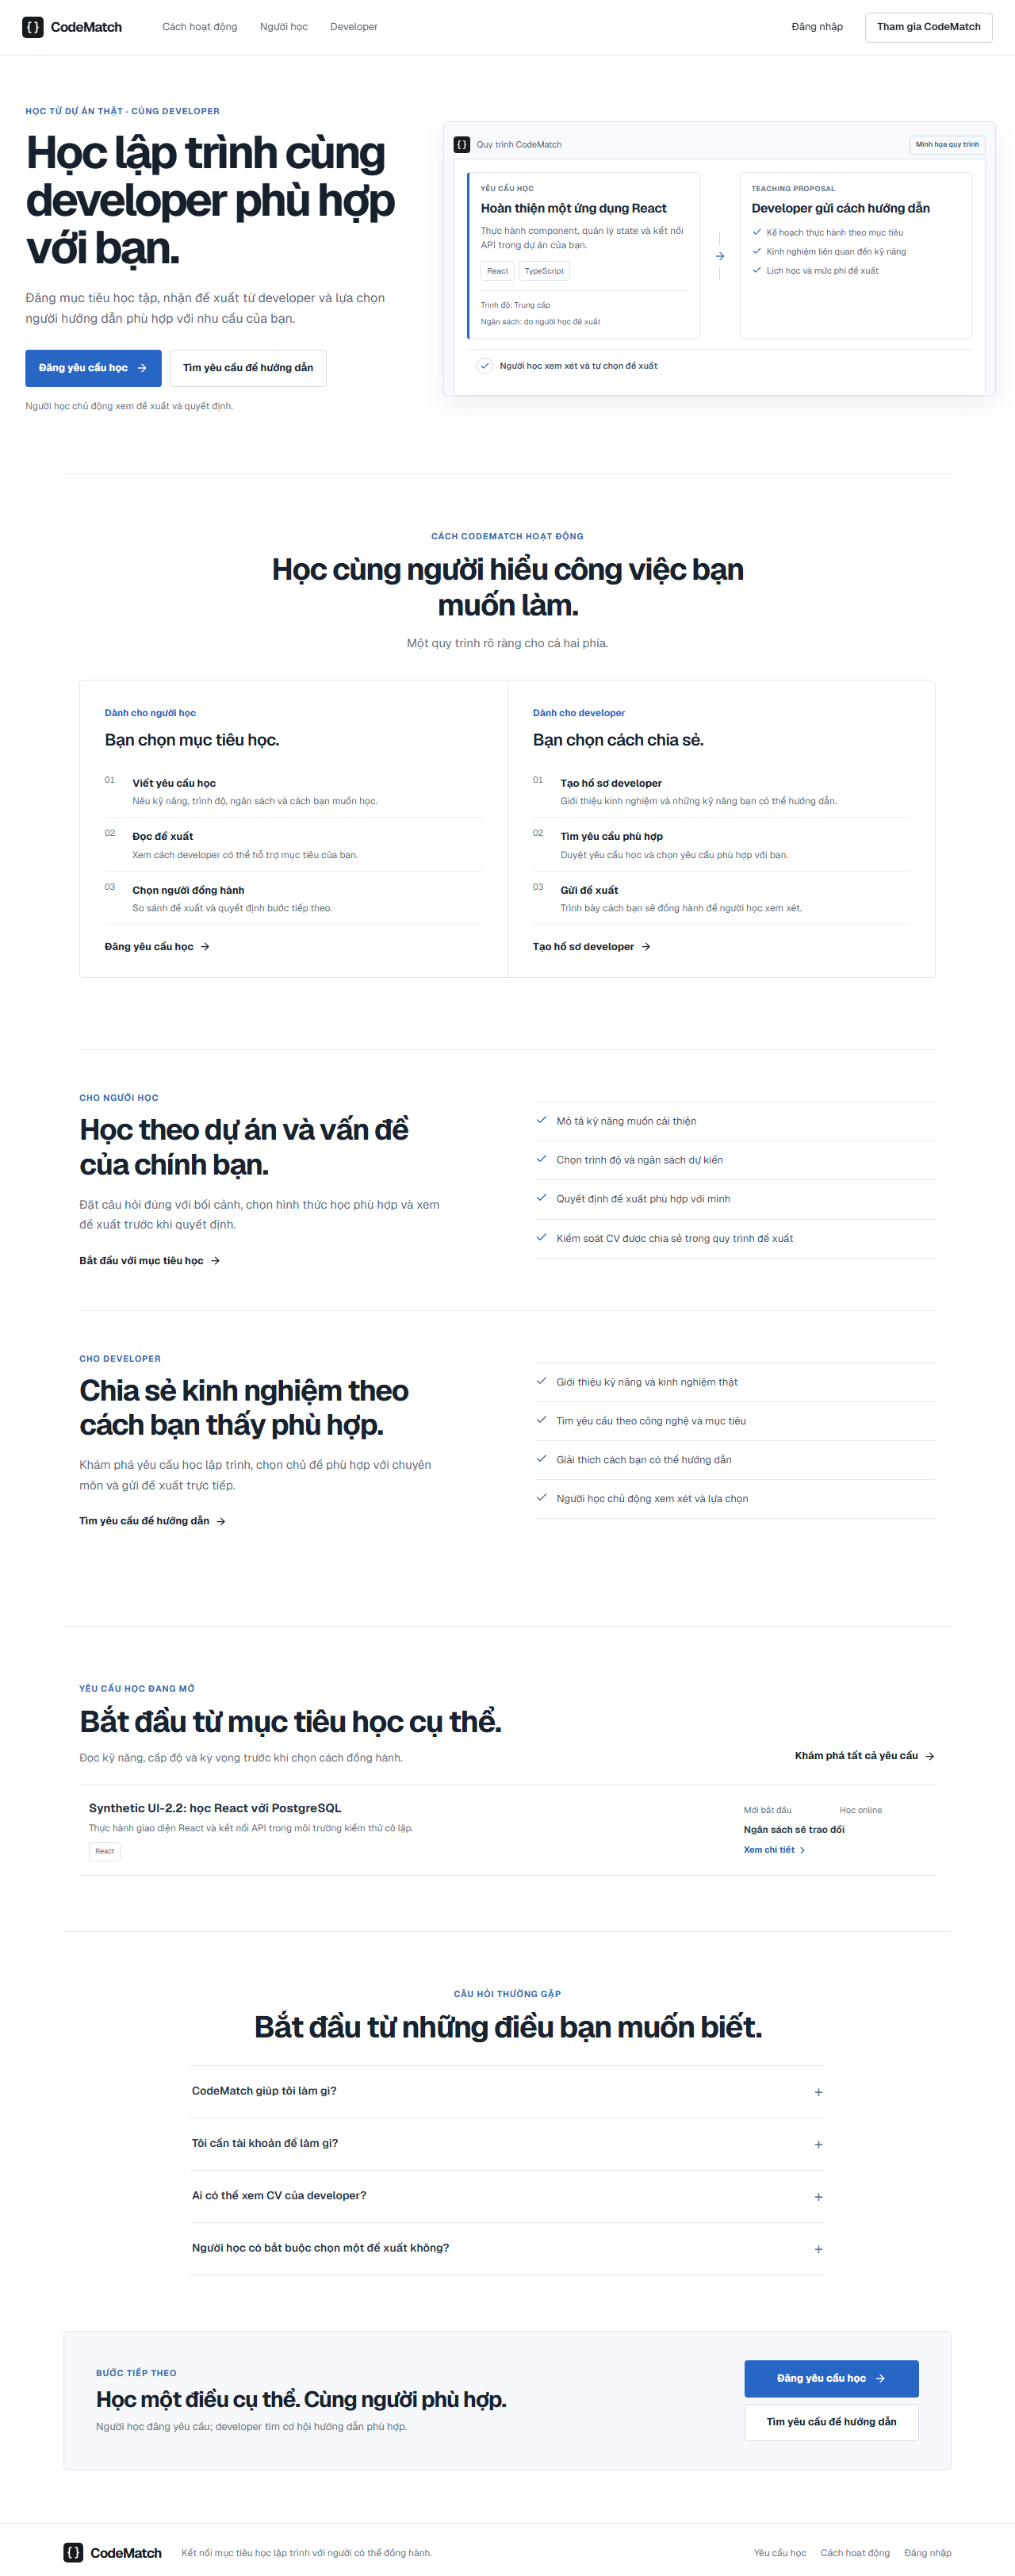 CodeMatch
Cách hoạt động
Người học
Developer
Đăng nhập
Tham gia CodeMatch
HỌC TỪ DỰ ÁN THẬT · CÙNG DEVELOPER
Học lập trình cùng
developer phù hợp
với bạn.
Đăng mục tiêu học tập, nhận đề xuất từ developer và lựa chọn
người hướng dẫn phù hợp với nhu cầu của bạn.
Đăng yêu cầu học
Tìm yêu cầu để hướng dẫn
Người học chủ động xem đề xuất và quyết định.
Quy trình CodeMatch
Minh họa quy trình
YÊU CẦU HỌC
Hoàn thiện một ứng dụng React
Thực hành component, quản lý state và kết nối
API trong dự án của bạn.
React
TypeScript
Trình độ: Trung cấp
Ngân sách: do người học đề xuất
TEACHING PROPOSAL
Developer gửi cách hướng dẫn
Kế hoạch thực hành theo mục tiêu
Kinh nghiệm liên quan đến kỹ năng
Lịch học và mức phí đề xuất
Người học xem xét và tự chọn đề xuất
CÁCH CODEMATCH HOẠT ĐỘNG
Học cùng người hiểu công việc bạn
muốn làm.
Một quy trình rõ ràng cho cả hai phía.
Dành cho người học
Bạn chọn mục tiêu học.
01
Viết yêu cầu học
Nêu kỹ năng, trình độ, ngân sách và cách bạn muốn học.
02
Đọc đề xuất
Xem cách developer có thể hỗ trợ mục tiêu của bạn.
03
Chọn người đồng hành
So sánh đề xuất và quyết định bước tiếp theo.
Đăng yêu cầu học
Dành cho developer
Bạn chọn cách chia sẻ.
01
Tạo hồ sơ developer
Giới thiệu kinh nghiệm và những kỹ năng bạn có thể hướng dẫn.
02
Tìm yêu cầu phù hợp
Duyệt yêu cầu học và chọn yêu cầu phù hợp với bạn.
03
Gửi đề xuất
Trình bày cách bạn sẽ đồng hành để người học xem xét.
Tạo hồ sơ developer
CHO NGƯỜI HỌC
Học theo dự án và vấn đề
của chính bạn.
Đặt câu hỏi đúng với bối cảnh, chọn hình thức học phù hợp và xem
đề xuất trước khi quyết định.
Bắt đầu với mục tiêu học
Mô tả kỹ năng muốn cải thiện
Chọn trình độ và ngân sách dự kiến
Quyết định đề xuất phù hợp với mình
Kiểm soát CV được chia sẻ trong quy trình đề xuất
CHO DEVELOPER
Chia sẻ kinh nghiệm theo
cách bạn thấy phù hợp.
Khám phá yêu cầu học lập trình, chọn chủ đề phù hợp với chuyên
môn và gửi đề xuất trực tiếp.
Tìm yêu cầu để hướng dẫn
Giới thiệu kỹ năng và kinh nghiệm thật
Tìm yêu cầu theo công nghệ và mục tiêu
Giải thích cách bạn có thể hướng dẫn
Người học chủ động xem xét và lựa chọn
YÊU CẦU HỌC ĐANG MỞ
Bắt đầu từ mục tiêu học cụ thể.
Đọc kỹ năng, cấp độ và kỳ vọng trước khi chọn cách đồng hành.
Khám phá tất cả yêu cầu
Synthetic UI-2.2: học React với PostgreSQL
Thực hành giao diện React và kết nối API trong môi trường kiểm thử cô lập.
React
Mới bắt đầu
Học online
Ngân sách sẽ trao đổi
Xem chi tiết
CÂU HỎI THƯỜNG GẶP
Bắt đầu từ những điều bạn muốn biết.
CodeMatch giúp tôi làm gì?
Tôi cần tài khoản để làm gì?
Ai có thể xem CV của developer?
Người học có bắt buộc chọn một đề xuất không?
BƯỚC TIẾP THEO
Học một điều cụ thể. Cùng người phù hợp.
Người học đăng yêu cầu; developer tìm cơ hội hướng dẫn phù hợp.
Đăng yêu cầu học
Tìm yêu cầu để hướng dẫn
CodeMatch
Kết nối mục tiêu học lập trình với người có thể đồng hành.
Yêu cầu học
Cách hoạt động
Đăng nhập